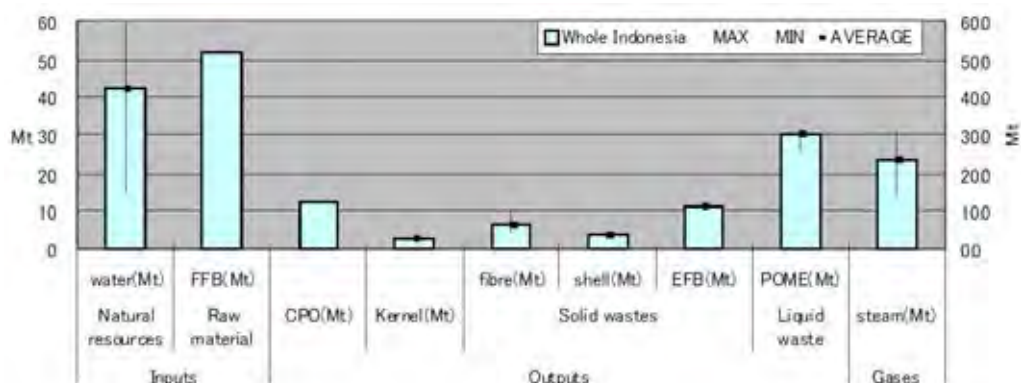 Whole Indonesia MAX MIN AVERAGE
60 600
50 500
40 400
Mt 30 300 Mt
20 200
10 100
0 00
water(Mt) FFB(Mt) CPO(Mt) Kernel(Mt) fibre(Mt) shell(Mt) EFB(Mt) POME(Mt) steam(Mt)
Natural resources Raw material Solid wastes Liquid waste
Inputs Outputs Gases